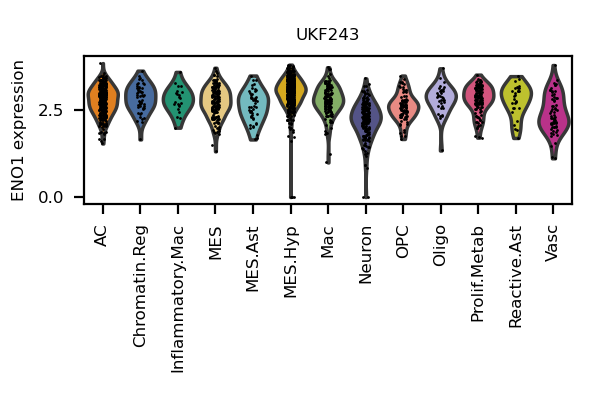 UKF243
ENO1 expression
2.5
0.0
AC
Chromatin.Reg
Inflammatory.Mac
MES
MES.Ast
MES.Hyp
Mac
Neuron
OPC
Oligo
Prolif.Metab
Reactive.Ast
Vasc